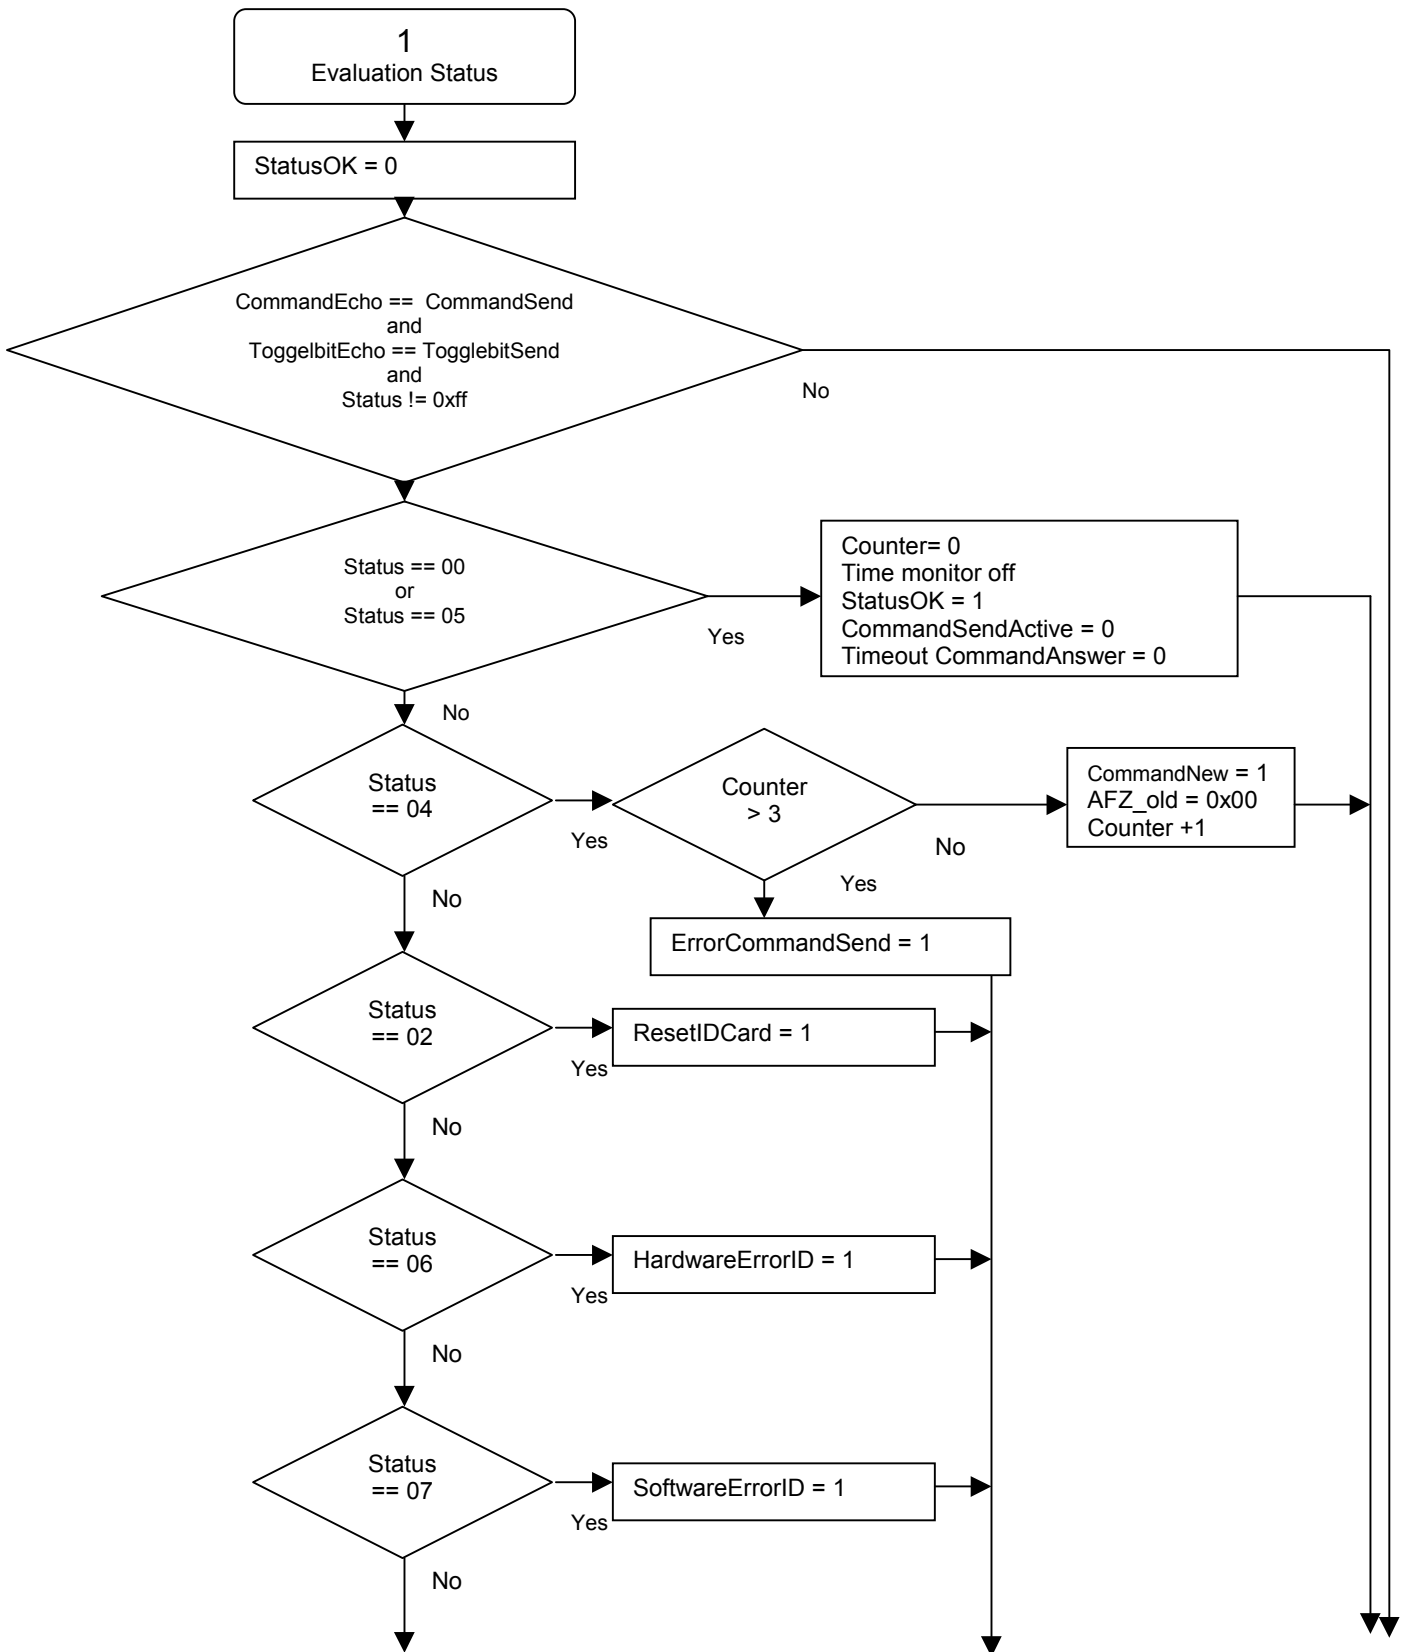 1
Evaluation Status
StatusOK = 0
CommandEcho == CommandSend
and
ToggelbitEcho == TogglebitSend
and
Status != 0xff
No
Status == 00
or
Status == 05
Yes
Counter= 0
Time monitor off
StatusOK = 1
CommandSendActive = 0
Timeout CommandAnswer = 0
No
Status
== 04
Yes
Counter
> 3
No
CommandNew = 1
AFZ_old = 0x00
Counter +1
Yes
No
ErrorCommandSend = 1
Status
== 02
Yes
ResetIDCard = 1
No
Status
== 06
Yes
HardwareErrorID = 1
No
Status
== 07
Yes
SoftwareErrorID = 1
No